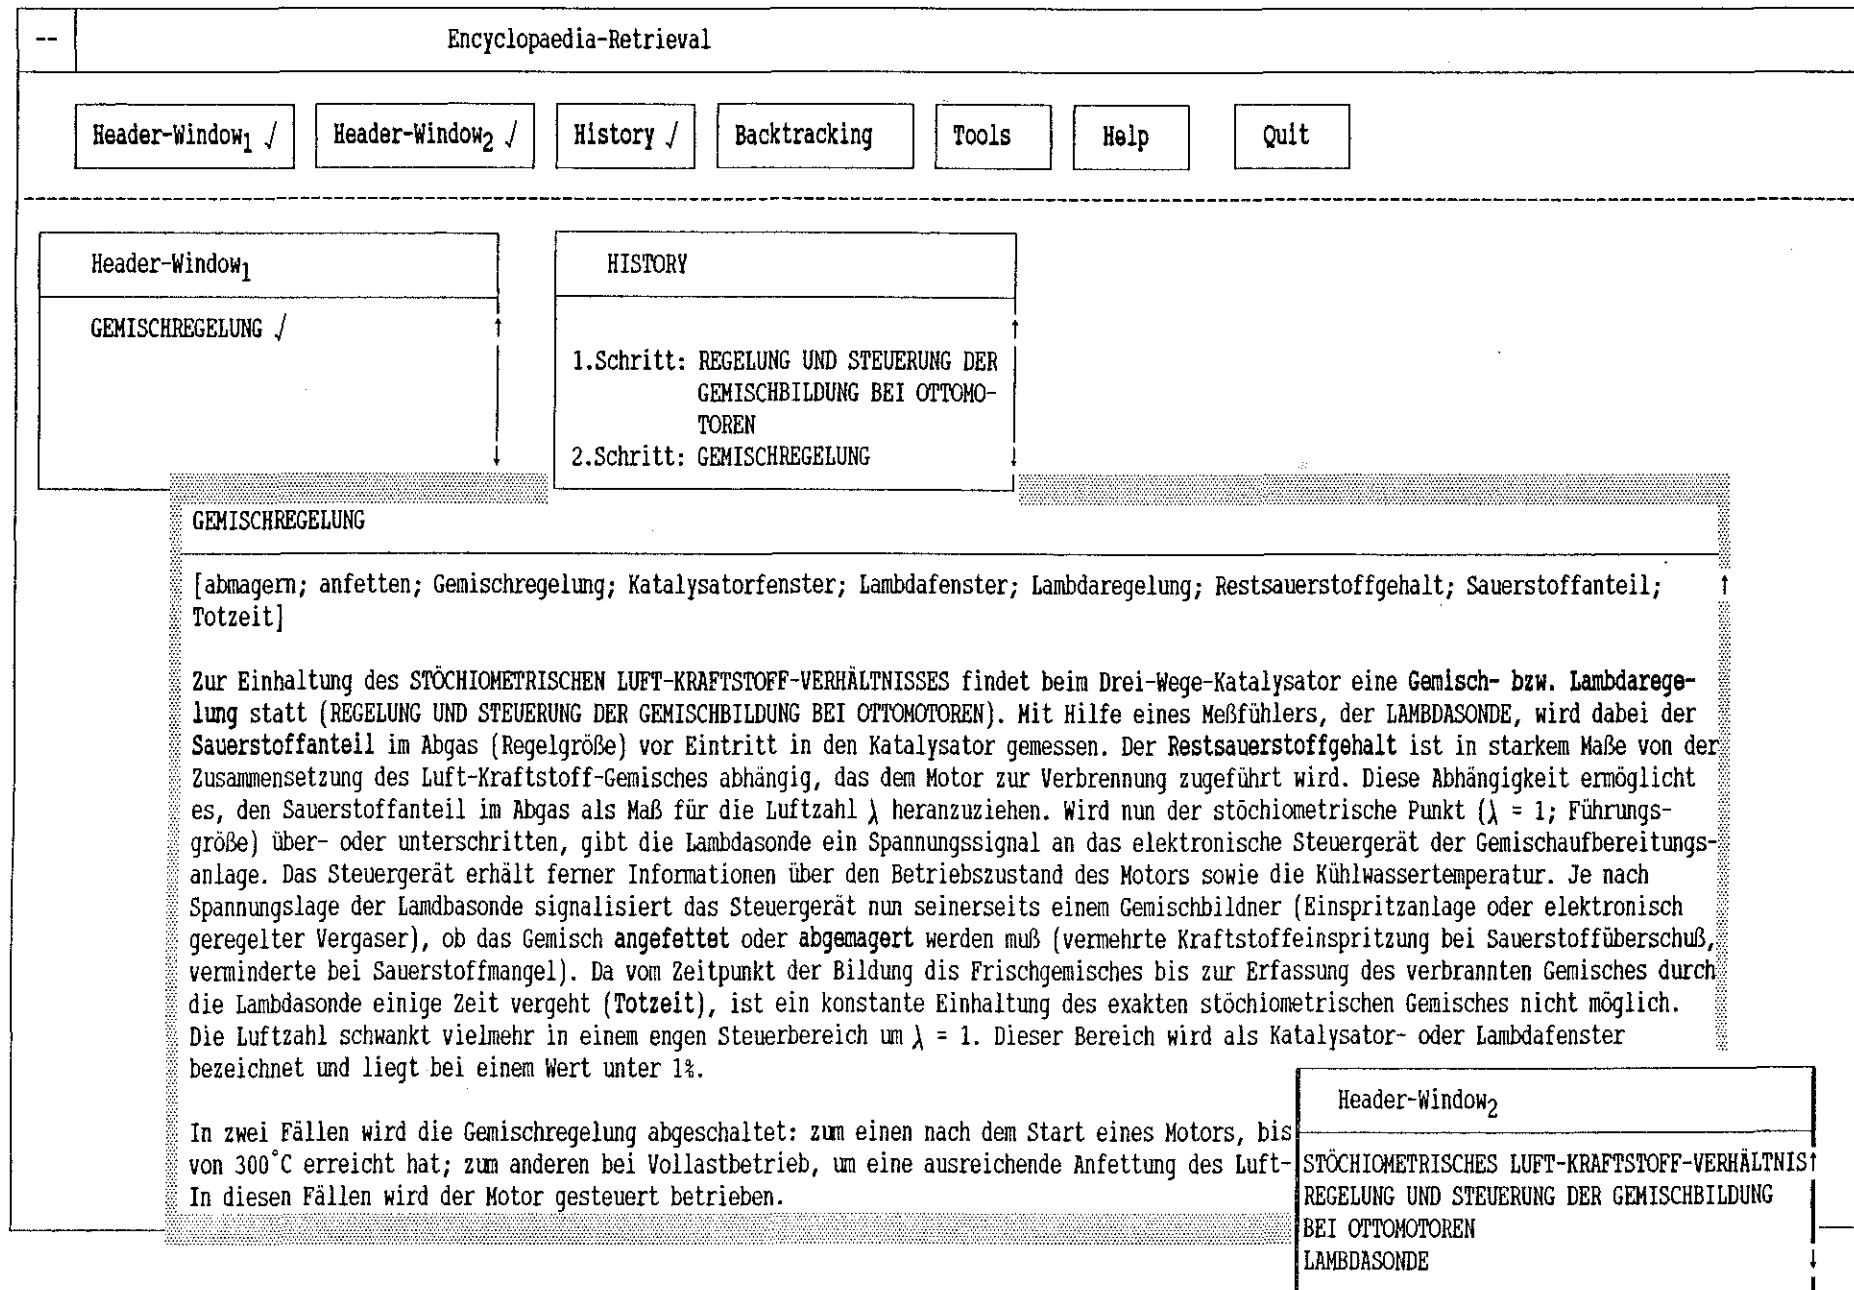 -- Encyclopaedia-Retrieval
Header-Window1 √ Header-Window2 √ History √ Backtracking Tools Help Quit
Header-Window1
GEMISCHREGELUNG √
HISTORY
1.Schritt: REGELUNG UND STEUERUNG DER
GEMISCHBILDUNG BEI OTTOMO-
TOREN
2.Schritt: GEMISCHREGELUNG
GEMISCHREGELUNG
[abmagern; anfetten; Gemischregelung; Katalysatorfenster; Lambdafenster; Lambdaregelung; Restsauerstoffgehalt; Sauerstoffanteil;
Totzeit]
Zur Einhaltung des STÖCHIOMETRISCHEN LUFT-KRAFTSTOFF-VERHÄLTNISSES findet beim Drei-Wege-Katalysator eine Gemisch- bzw. Lambdarege-
lung statt (REGELUNG UND STEUERUNG DER GEMISCHBILDUNG BEI OTTOMOTOREN). Mit Hilfe eines Meßfühlers, der LAMBDASONDE, wird dabei der
Sauerstoffanteil im Abgas (Regelgröße) vor Eintritt in den Katalysator gemessen. Der Restsauerstoffgehalt ist in starkem Maße von der
Zusammensetzung des Luft-Kraftstoff-Gemisches abhängig, das dem Motor zur Verbrennung zugeführt wird. Diese Abhängigkeit ermöglicht
es, den Sauerstoffanteil im Abgas als Maß für die Luftzahl λ heranzuziehen. Wird nun der stöchiometrische Punkt (λ = 1; Führungs-
größe) über- oder unterschritten, gibt die Lambdasonde ein Spannungssignal an das elektronische Steuergerät der Gemischaufbereitungs-
anlage. Das Steuergerät erhält ferner Informationen über den Betriebszustand des Motors sowie die Kühlwassertemperatur. Je nach
Spannungslage der Lamdbasonde signalisiert das Steuergerät nun seinerseits einem Gemischbildner (Einspritzanlage oder elektronisch
geregelter Vergaser), ob das Gemisch angefettet oder abgemagert werden muß (vermehrte Kraftstoffeinspritzung bei Sauerstoffüberschuß,
verminderte bei Sauerstoffmangel). Da vom Zeitpunkt der Bildung dis Frischgemisches bis zur Erfassung des verbrannten Gemisches durch
die Lambdasonde einige Zeit vergeht (Totzeit), ist ein konstante Einhaltung des exakten stöchiometrischen Gemisches nicht möglich.
Die Luftzahl schwankt vielmehr in einem engen Steuerbereich um λ = 1. Dieser Bereich wird als Katalysator- oder Lambdafenster
bezeichnet und liegt bei einem Wert unter 1%.
In zwei Fällen wird die Gemischregelung abgeschaltet: zum einen nach dem Start eines Motors, bis
von 300°C erreicht hat; zum anderen bei Vollastbetrieb, um eine ausreichende Anfettung des Luft-
In diesen Fällen wird der Motor gesteuert betrieben.
Header-Window2
STÖCHIOMETRISCHES LUFT-KRAFTSTOFF-VERHÄLTNIS
REGELUNG UND STEUERUNG DER GEMISCHBILDUNG
BEI OTTOMOTOREN
LAMBDASONDE